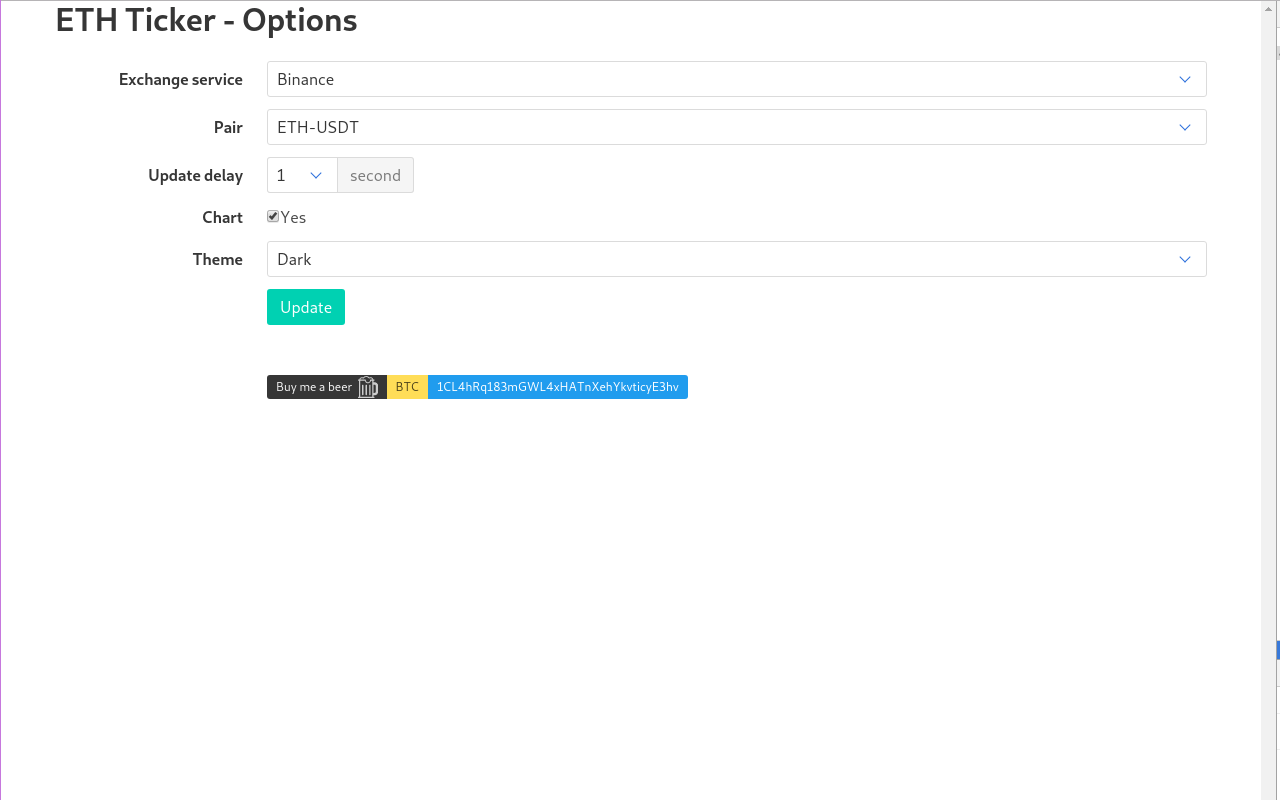 ETH Ticker - Options
Exchange service Binance
Pair ETH-USDT
Update delay 1 second
Chart Yes
Theme Dark
Update
Buy me a beer BTC 1CL4hRq183mGWL4xHATnXehYkvticyE3hv